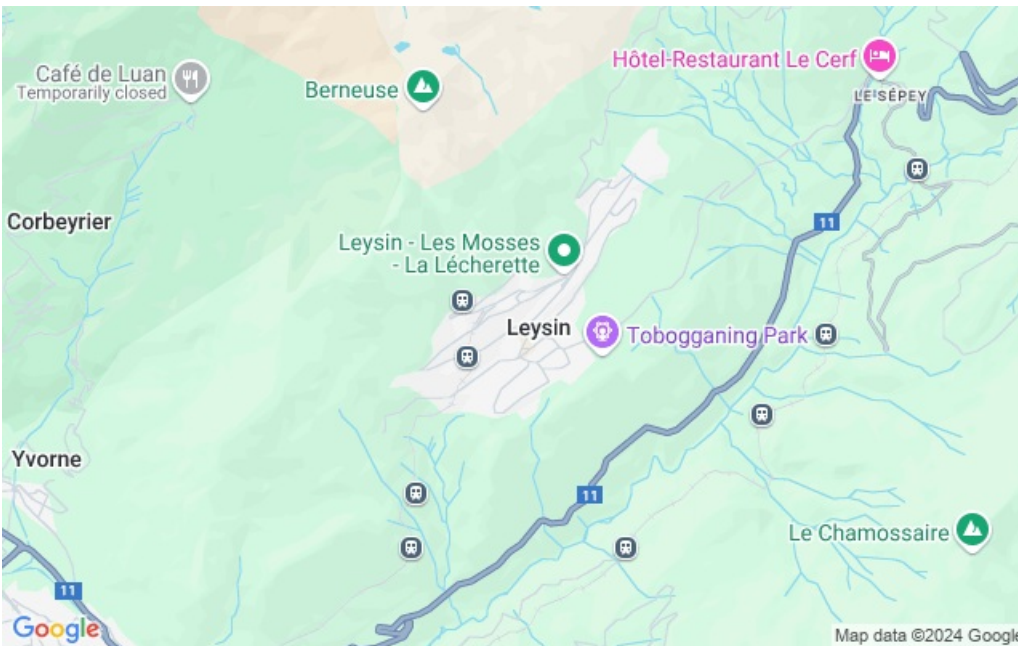 Hôtel-Restaurant Le Cerf
Café de Luan
Temporarily closed
Berneuse
LE SÉPEY
Corbeyrier
11
Leysin - Les Mosses
- La Lécherette
Leysin
Tobogganing Park
Yvorne
11
Le Chamossaire
11
Google
Map data ©2024 Google